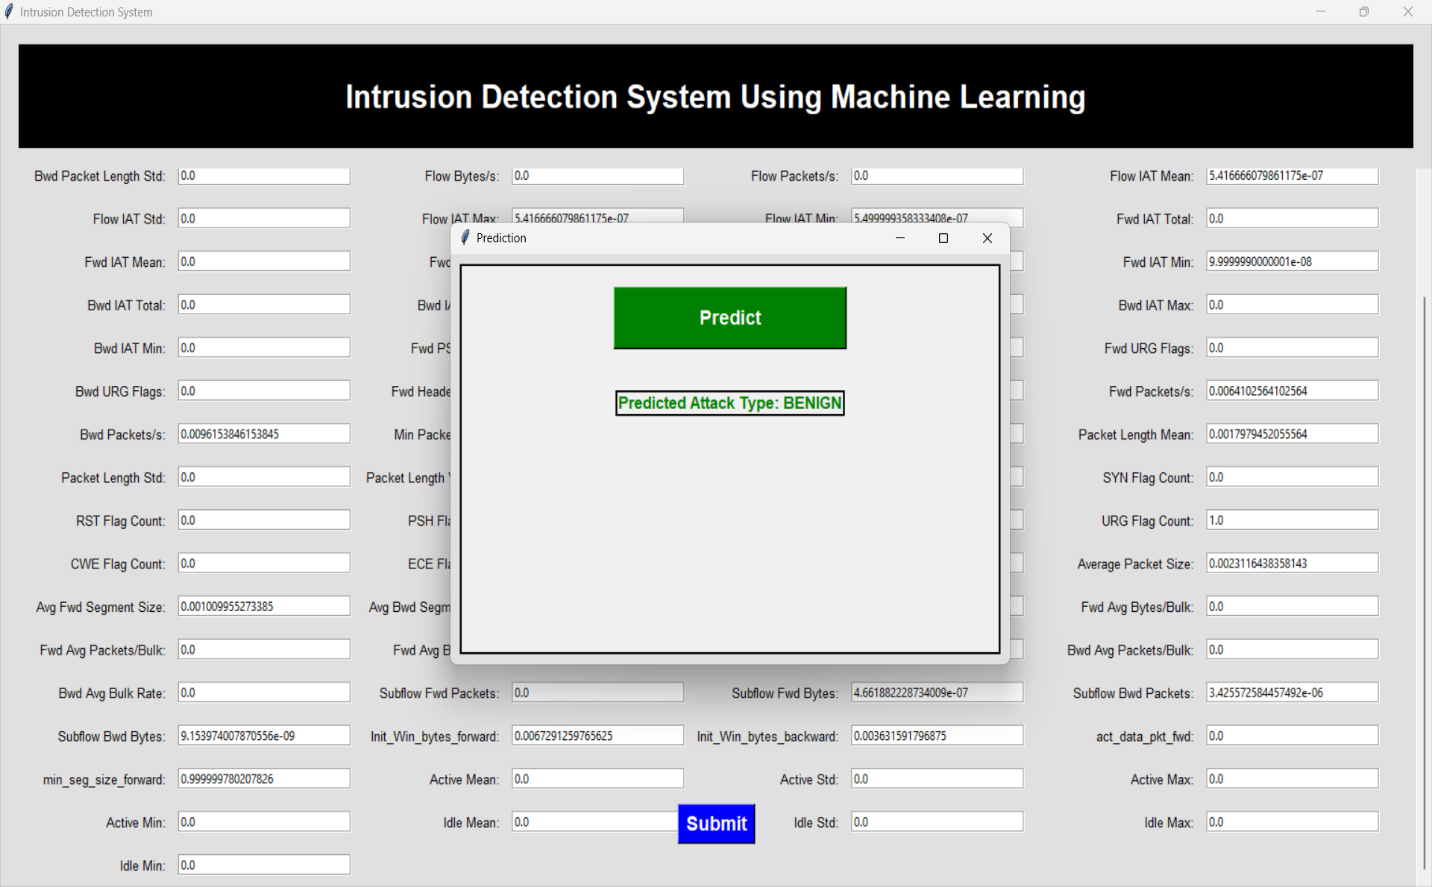 Intrusion Detection System
Intrusion Detection System Using Machine Learning
Bwd Packet Length Std: 0.0 Flow Bytes/s: 0.0 Flow Packets/s: 0.0 Flow IAT Mean: 5.416666079861175e-07
Flow IAT Std: 0.0 Flow IAT Max: 5.416666079861175e-07 Flow IAT Min: 5.499999358333408e-07 Fwd IAT Total: 0.0
Prediction
Fwd IAT Mean: 0.0 Fwd IAT Min: 9.9999990000001e-08
Bwd IAT Total: 0.0 Bwd Bwd IAT Max: 0.0
Predict
Bwd IAT Min: 0.0 Fwd Fwd URG Flags: 0.0
Bwd URG Flags: 0.0 Fwd Fwd Packets/s: 0.0064102564102564
Predicted Attack Type: BENIGN
Bwd Packets/s: 0.0096153846153845 Min Packet Length Mean: 0.0017979452055564
Packet Length Std: 0.0 Packet Length SYN Flag Count: 0.0
RST Flag Count: 0.0 PSH URG Flag Count: 1.0
CWE Flag Count: 0.0 ECE Average Packet Size: 0.0023116438358143
Avg Fwd Segment Size: 0.001009955273385 Avg Bwd Fwd Avg Bytes/Bulk: 0.0
Fwd Avg Packets/Bulk: 0.0 Fwd Avg Bwd Avg Packets/Bulk: 0.0
Bwd Avg Bulk Rate: 0.0 Subflow Fwd Packets: 0.0 Subflow Fwd Bytes: 4.661882228734009e-07 Subflow Bwd Packets: 3.425572584457492e-06
Subflow Bwd Bytes: 9.153974007870556e-09 Init_Win_bytes_forward: 0.0067291259765625 Init_Win_bytes_backward: 0.003631591796875 act_data_pkt_fwd: 0.0
min_seg_size_forward: 0.999999780207826 Active Mean: 0.0 Active Std: 0.0 Active Max: 0.0
Active Min: 0.0 Idle Mean: 0.0 Submit Idle Std: 0.0 Idle Max: 0.0
Idle Min: 0.0